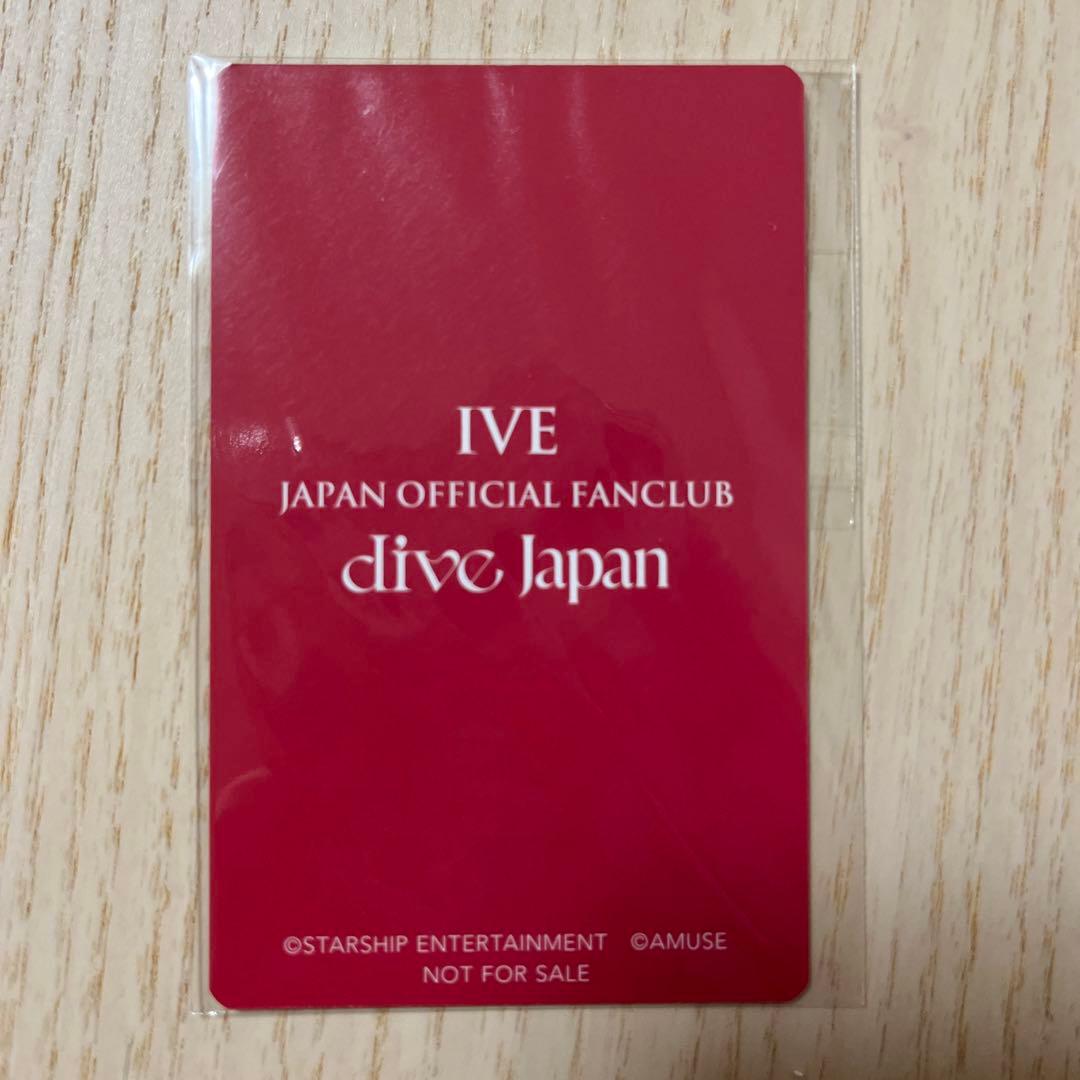 IVE
JAPAN OFFICIAL FANCLUB
dive Japan
©STARSHIP ENTERTAINMENT ©AMUSE
NOT FOR SALE